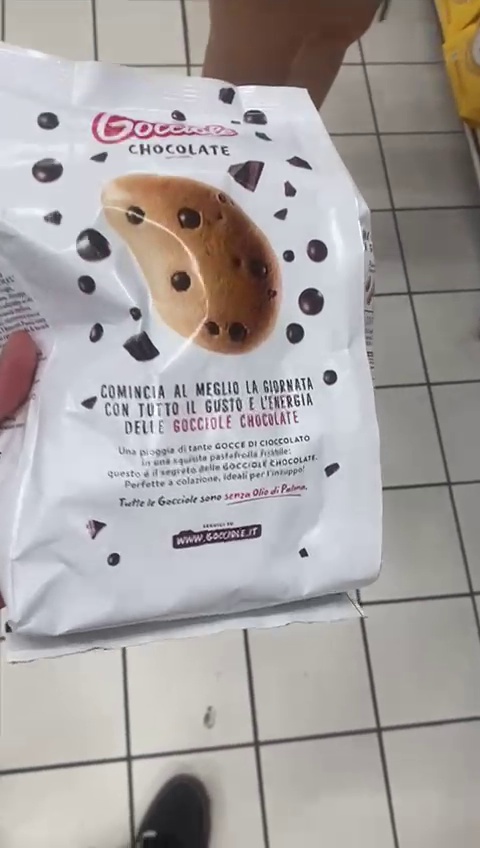 Gocciole
CHOCOLATE
COMINCIA AL MEGLIO LA GIORNATA
CON TUTTO IL GUSTO E L'ENERGIA
DELLE GOCCIOLE CHOCOLATE
Una pioggia di tante GOCCE DI CIOCCOLATO
in una squisita pastafrolla friabile:
questo è il segreto delle GOCCIOLE CHOCOLATE.
Perfette a colazione, ideali per l'inzuppo!
Tutte le Gocciole sono senza Olio di Palma.
WWW.GOCCIOLE.IT